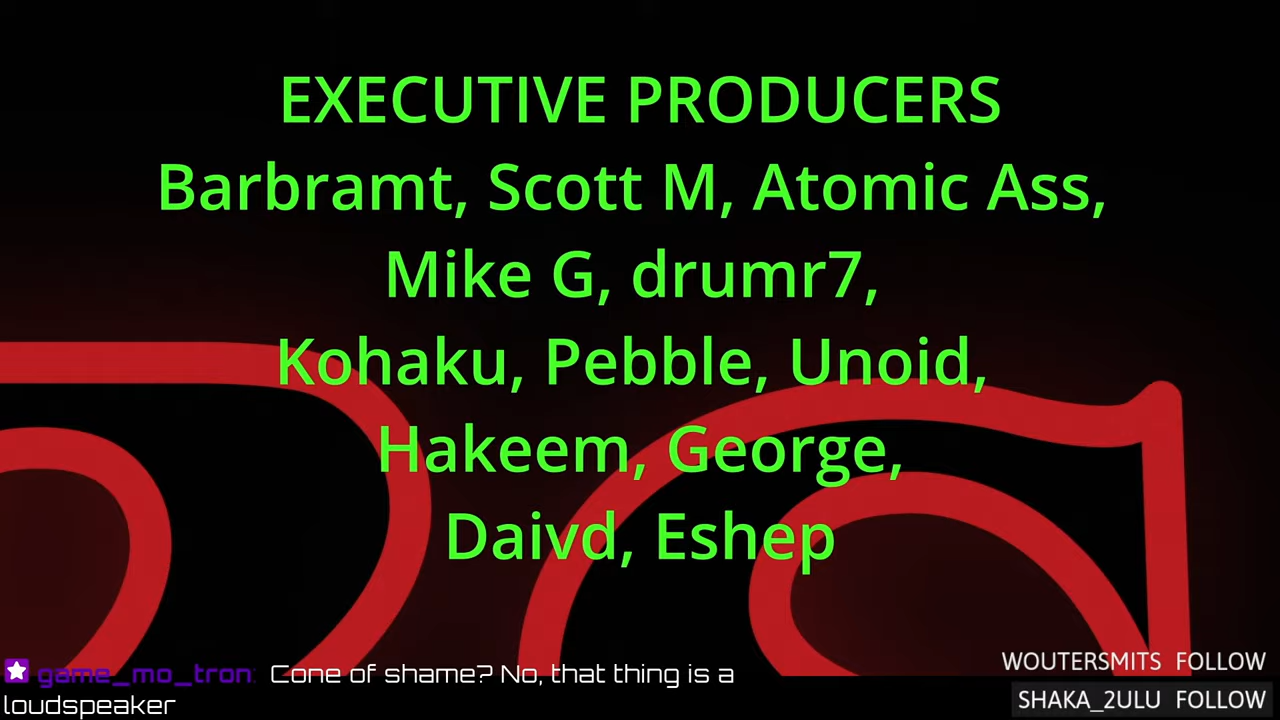 EXECUTIVE PRODUCERS
Barbramt, Scott M, Atomic Ass,
Mike G, drumr7,
Kohaku, Pebble, Unoid,
Hakeem, George,
Daivd, Eshep
game_mo_tron: Cone of shame? No, that thing is a
loudspeaker
WOUTERSMITS FOLLOW
SHAKA_2ULU FOLLOW